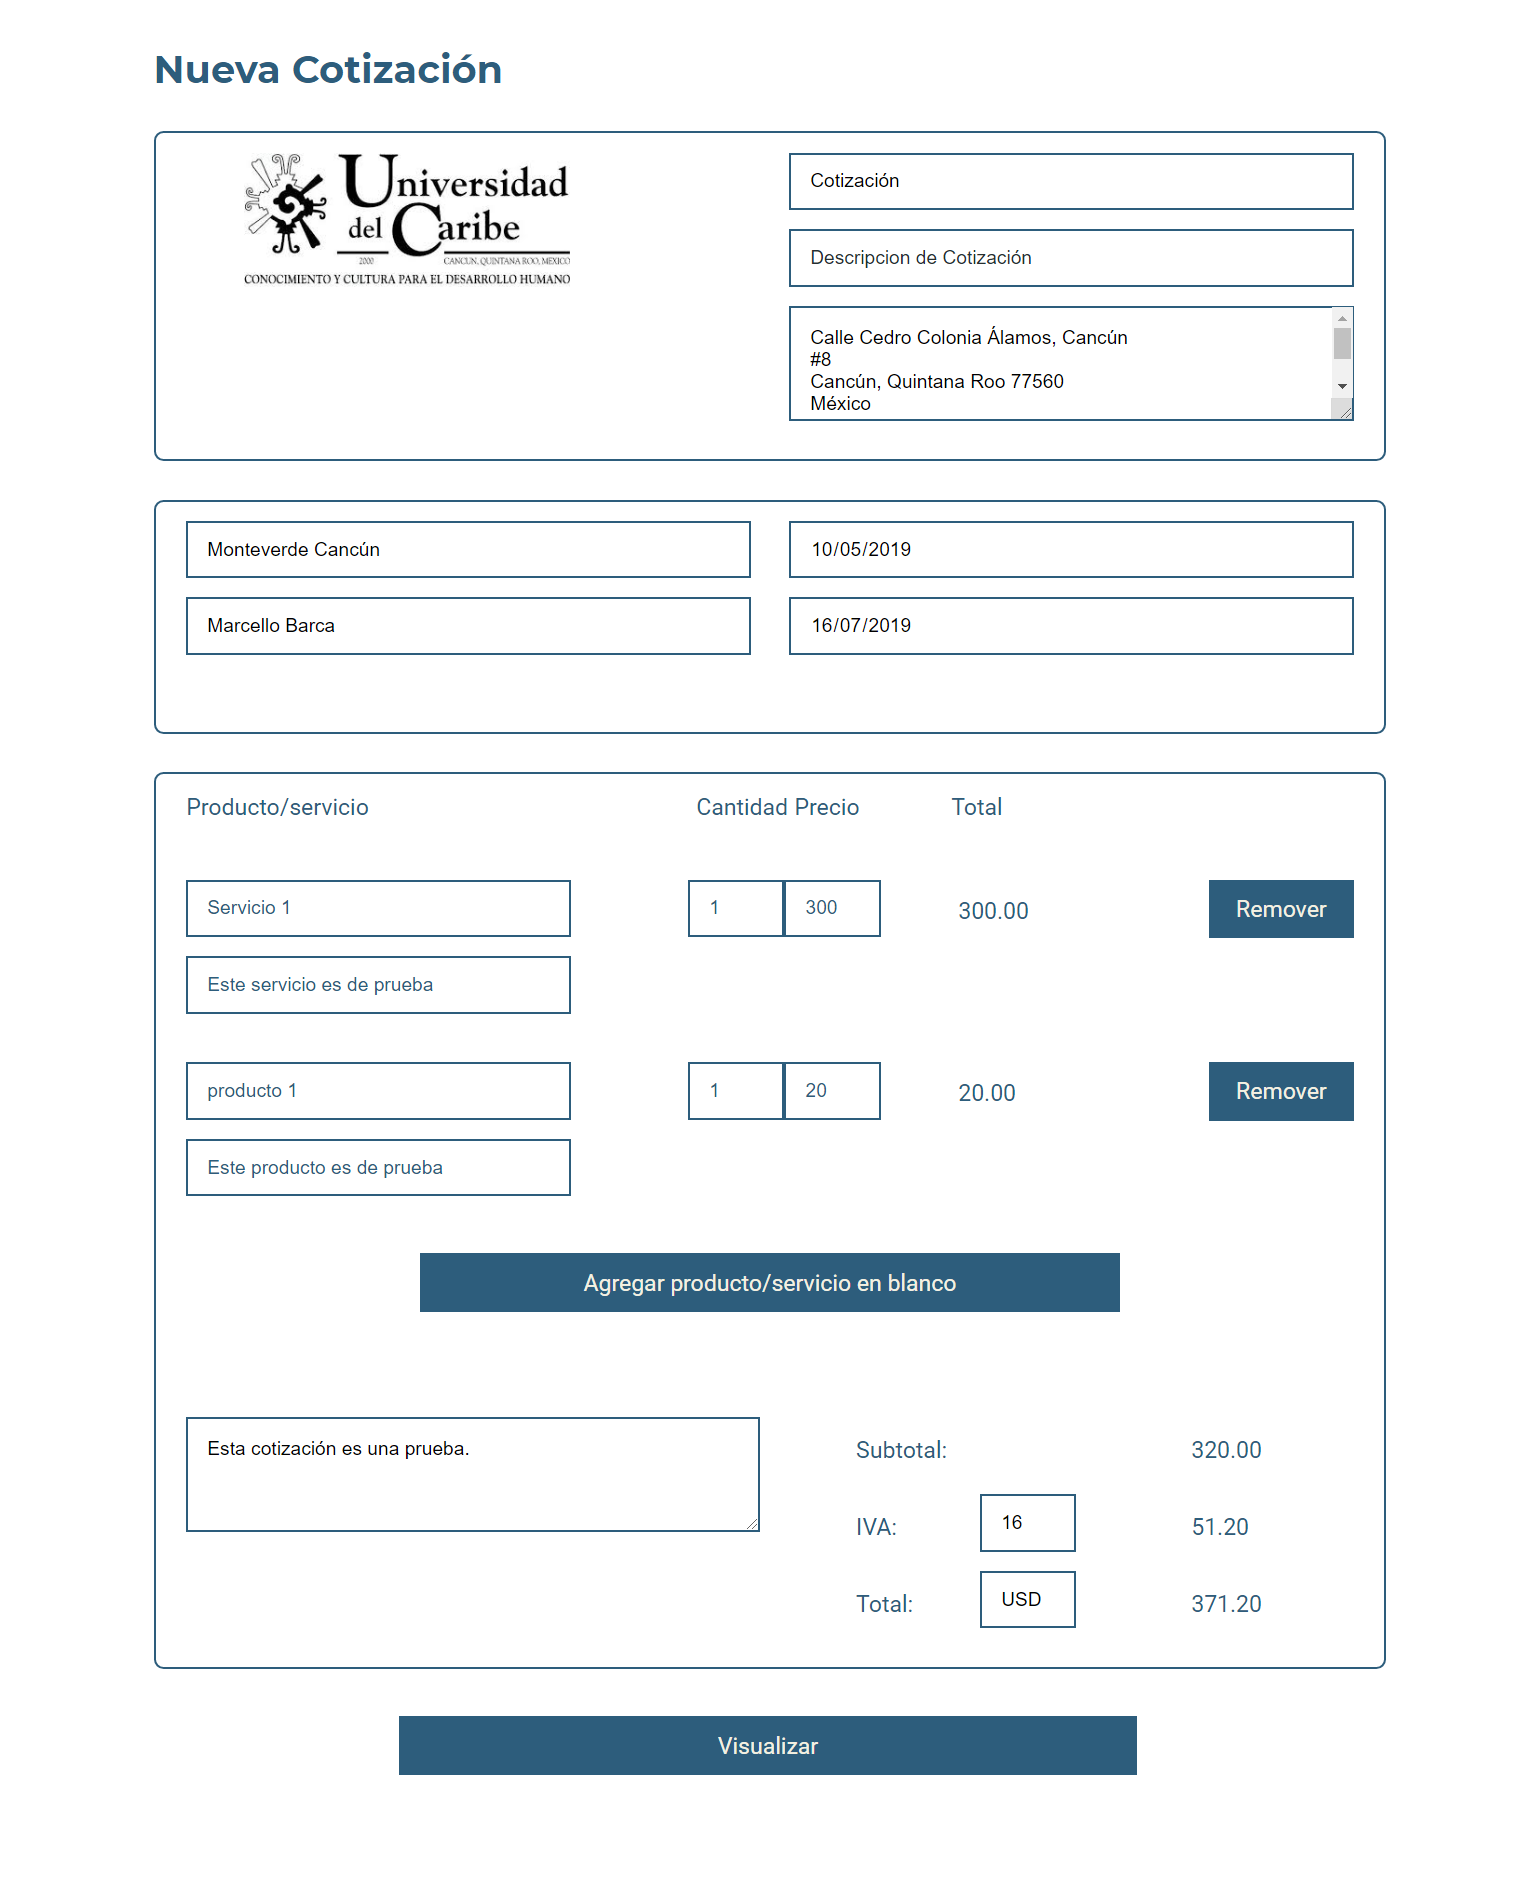 Nueva Cotización
Universidad
del Caribe
2000 CANCUN, QUINTANA ROO, MEXICO
CONOCIMIENTO Y CULTURA PARA EL DESARROLLO HUMANO
Cotización
Descripcion de Cotización
Calle Cedro Colonia Álamos, Cancún
#8
Cancún, Quintana Roo 77560
México
Monteverde Cancún
10/05/2019
Marcello Barca
16/07/2019
Producto/servicio Cantidad Precio Total
Servicio 1 1 300 300.00 Remover
Este servicio es de prueba
producto 1 1 20 20.00 Remover
Este producto es de prueba
Agregar producto/servicio en blanco
Esta cotización es una prueba.
Subtotal: 320.00
IVA: 16 51.20
Total: USD 371.20
Visualizar